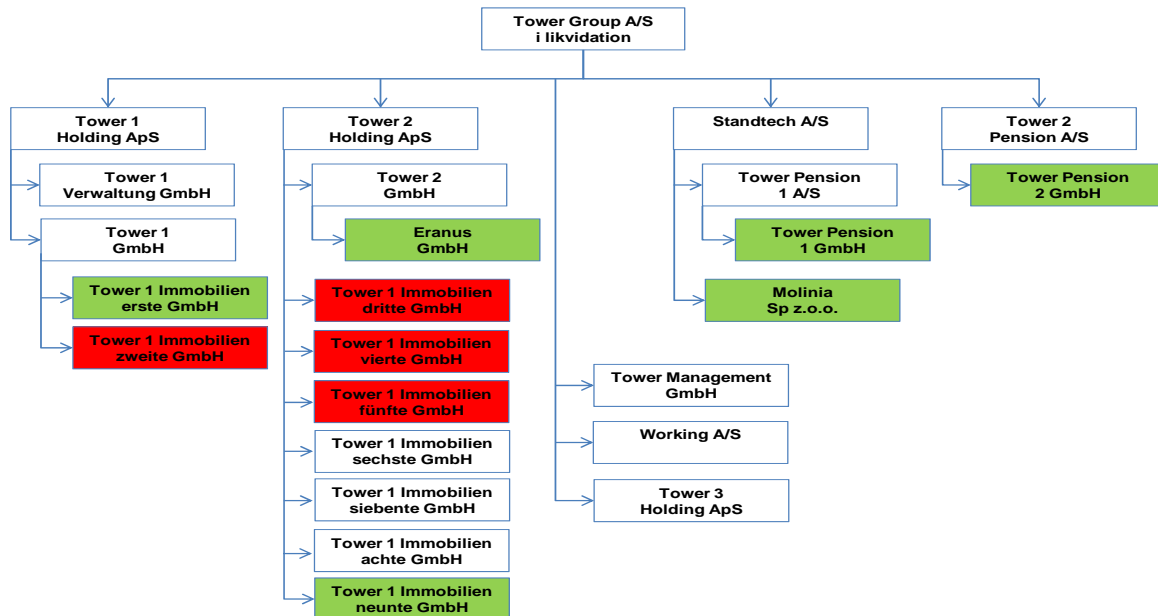 Tower Group A/S
i likvidation
Tower 1
Holding ApS
Tower 1
Verwaltung GmbH
Tower 1
GmbH
Tower 1 Immobilien
erste GmbH
Tower 1 Immobilien
zweite GmbH
Tower 2
Holding ApS
Tower 2
GmbH
Eranus
GmbH
Tower 1 Immobilien
dritte GmbH
Tower 1 Immobilien
vierte GmbH
Tower 1 Immobilien
fünfte GmbH
Tower 1 Immobilien
sechste GmbH
Tower 1 Immobilien
siebente GmbH
Tower 1 Immobilien
achte GmbH
Tower 1 Immobilien
neunte GmbH
Tower Management
GmbH
Working A/S
Tower 3
Holding ApS
Standtech A/S
Tower Pension
1 A/S
Tower Pension
1 GmbH
Molinia
Sp z.o.o.
Tower 2
Pension A/S
Tower Pension
2 GmbH